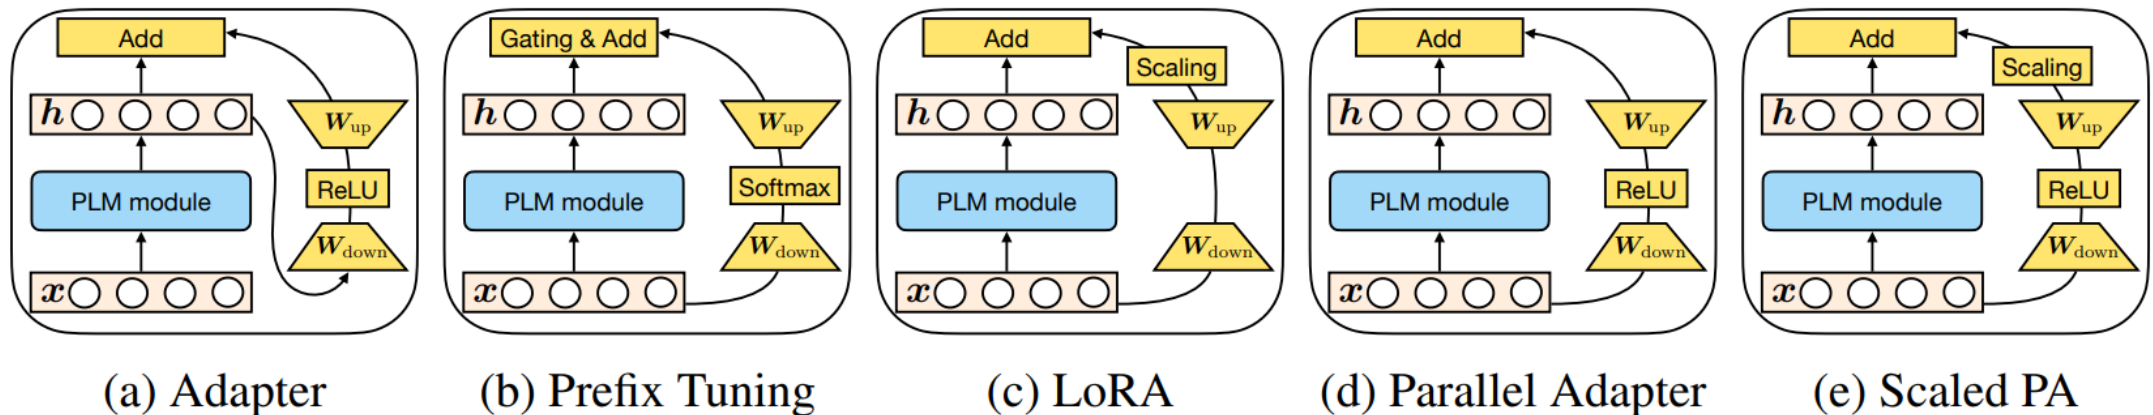 Add
h
W_up
PLM module
ReLU
W_down
x
(a) Adapter
Gating & Add
h
W_up
PLM module
Softmax
W_down
x
(b) Prefix Tuning
Add
Scaling
h
W_up
PLM module
W_down
x
(c) LoRA
Add
h
W_up
PLM module
ReLU
W_down
x
(d) Parallel Adapter
Add
Scaling
h
W_up
PLM module
ReLU
W_down
x
(e) Scaled PA